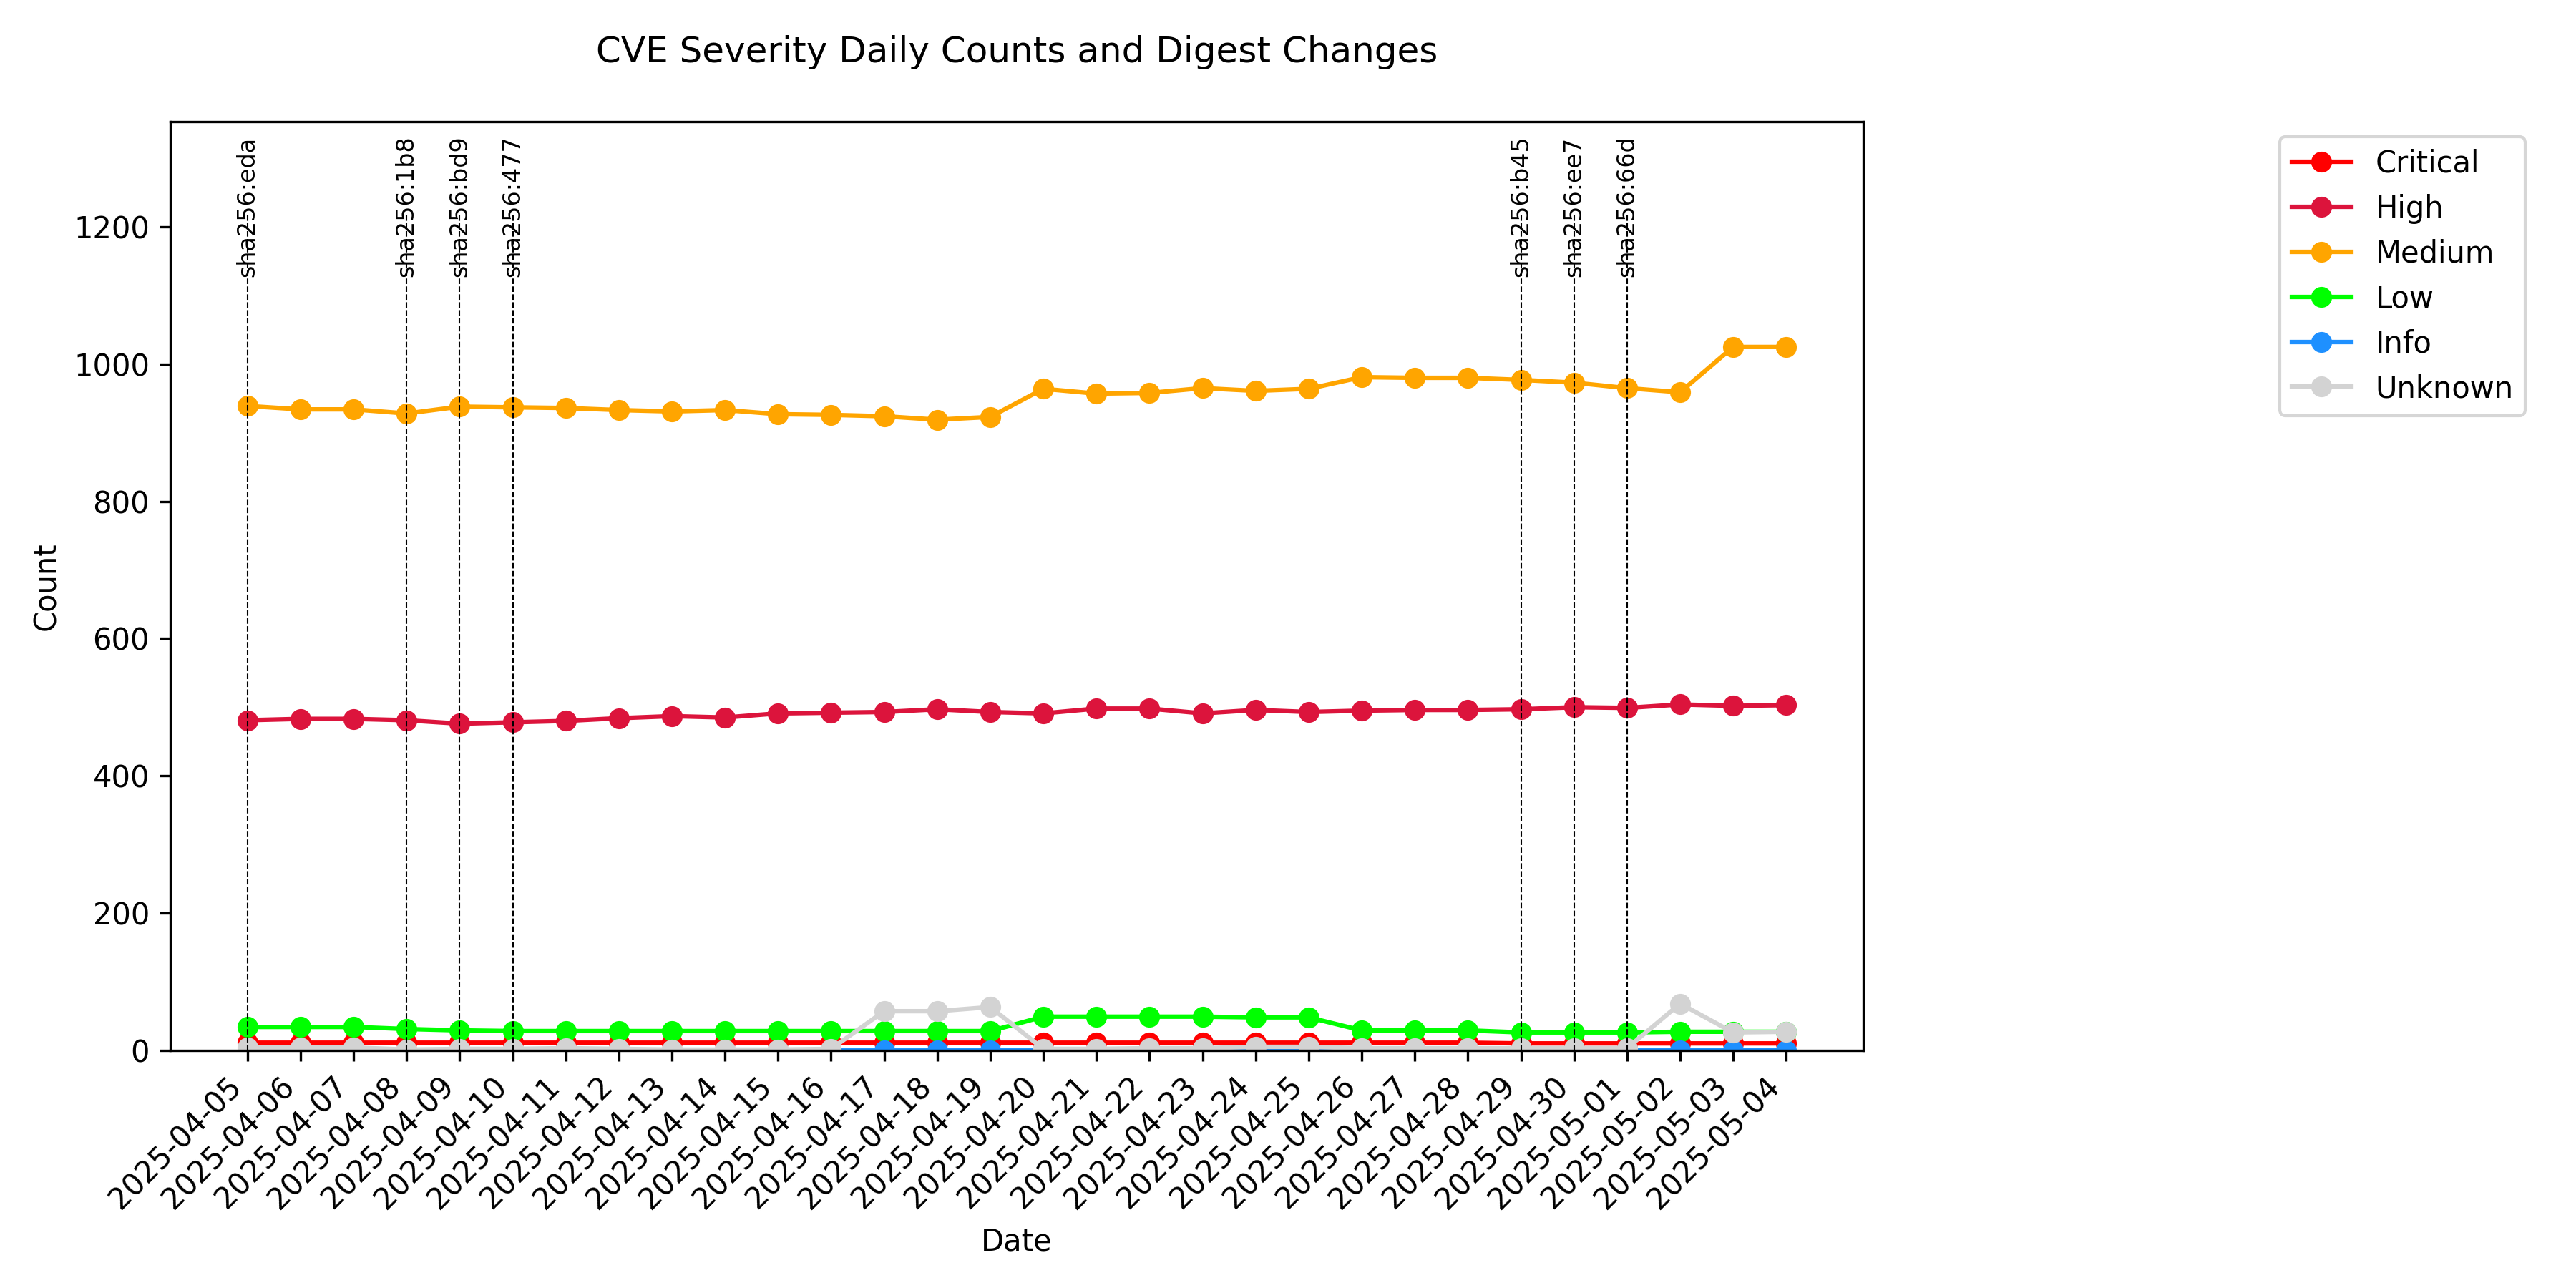 CVE Severity Daily Counts and Digest Changes
sha256:eda
sha256:1b8
sha256:bd9
sha256:477
sha256:b45
sha256:ee7
sha256:66d
Critical
High
Medium
Low
Info
Unknown
1200
1000
800
600
400
200
0
Count
2025-04-05
2025-04-06
2025-04-07
2025-04-08
2025-04-09
2025-04-10
2025-04-11
2025-04-12
2025-04-13
2025-04-14
2025-04-15
2025-04-16
2025-04-17
2025-04-18
2025-04-19
2025-04-20
2025-04-21
2025-04-22
2025-04-23
2025-04-24
2025-04-25
2025-04-26
2025-04-27
2025-04-28
2025-04-29
2025-04-30
2025-05-01
2025-05-02
2025-05-03
2025-05-04
Date